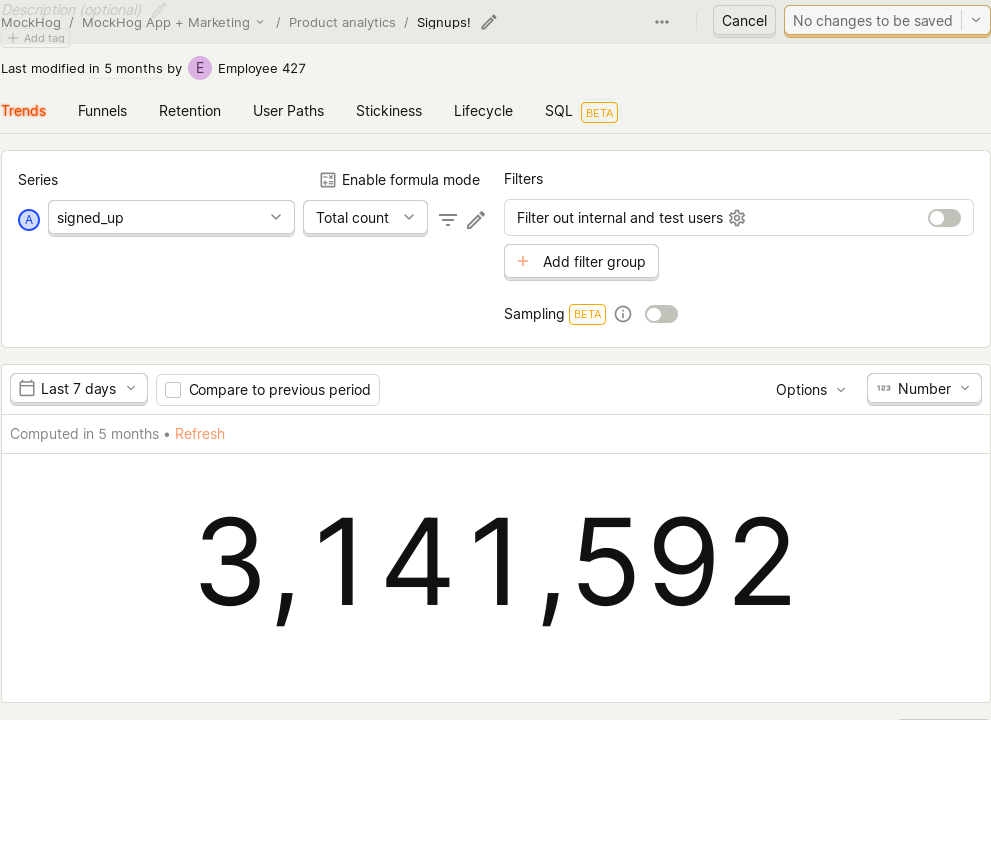 Description (optional)
MockHog / MockHog App + Marketing / Product analytics / Signups! Cancel No changes to be saved
Add tag
Last modified in 5 months by E Employee 427
Trends Funnels Retention User Paths Stickiness Lifecycle SQL BETA
Series Enable formula mode Filters
A signed_up Total count Filter out internal and test users
+ Add filter group
Sampling BETA
Last 7 days Compare to previous period Options 123 Number
Computed in 5 months • Refresh
3,141,592